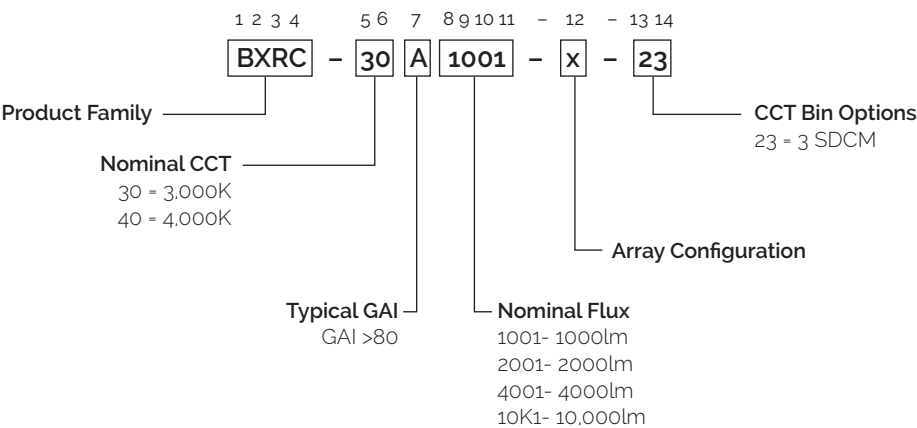 1 2 3 4 5 6 7 8 9 10 11 – 12 – 13 14
BXRC – 30 A 1001 – x – 23
Product Family
CCT Bin Options
23 = 3 SDCM
Nominal CCT
30 = 3,000K
40 = 4,000K
Array Configuration
Typical GAI
GAI >80
Nominal Flux
1001- 1000lm
2001- 2000lm
4001- 4000lm
10K1- 10,000lm